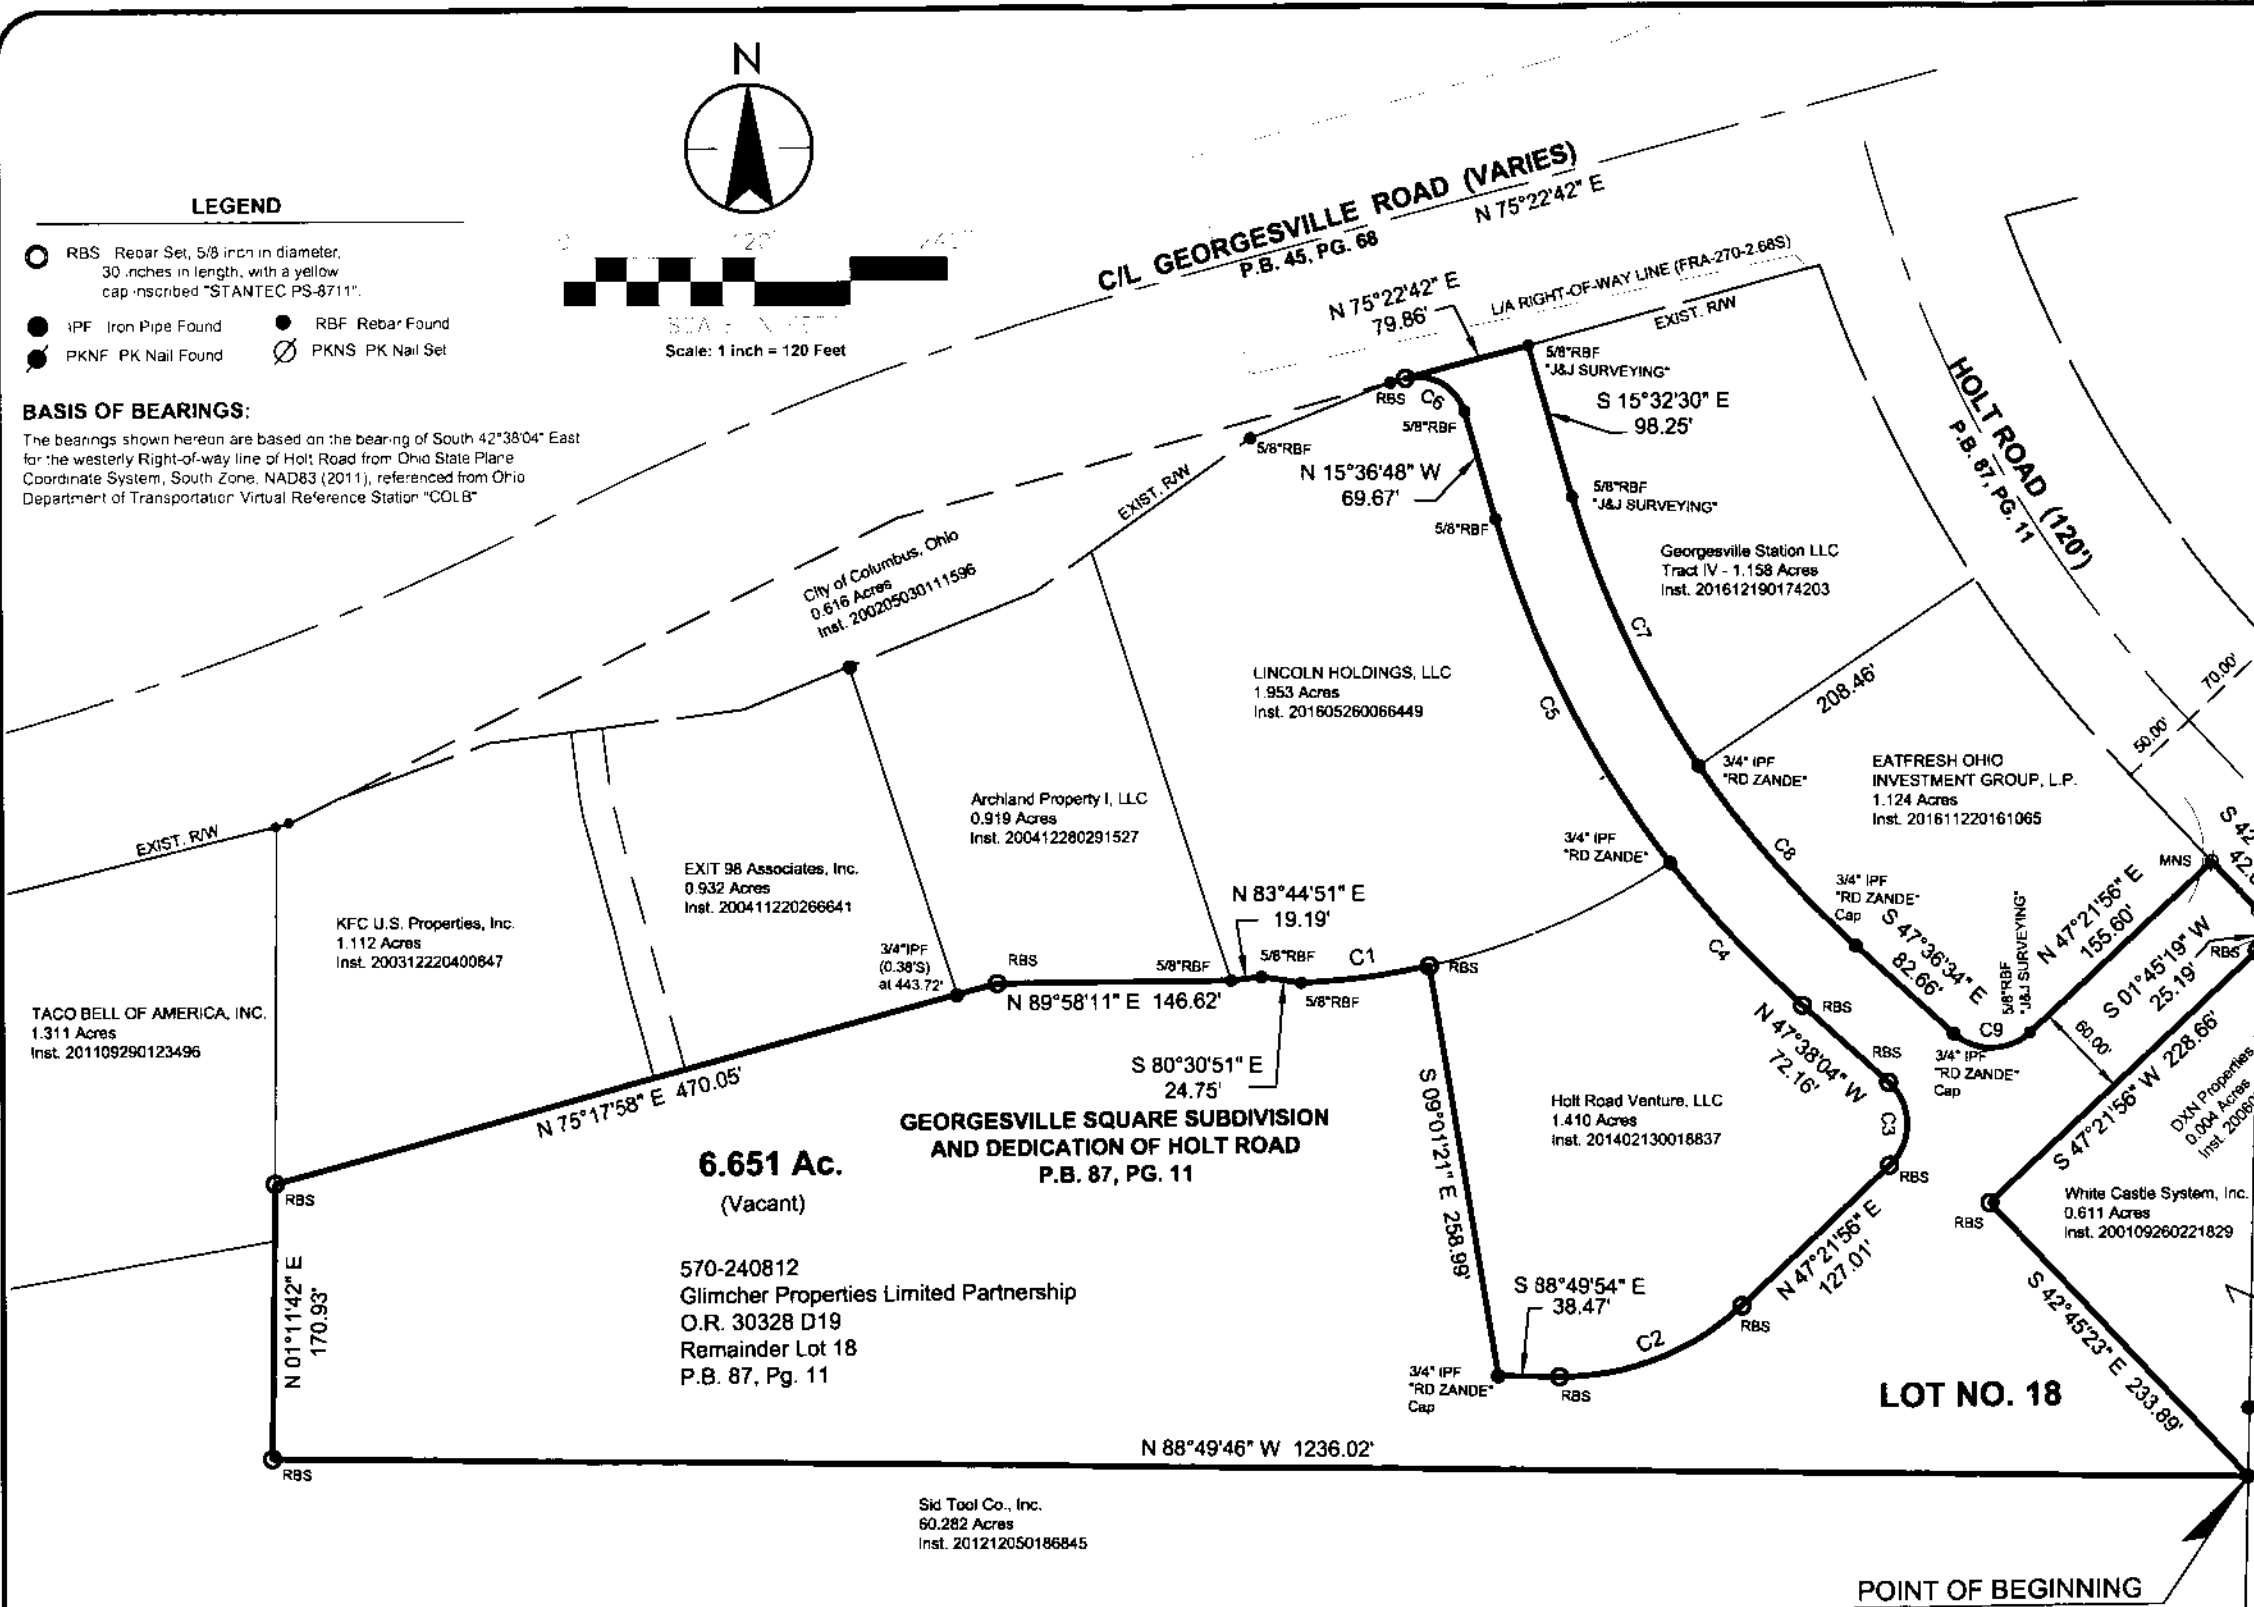 N
LEGEND
RBS Rebar Set, 5/8 inch in diameter,
30 inches in length, with a yellow
cap inscribed "STANTEC PS-8711".
IPF Iron Pipe Found
RBF Rebar Found
PKNF PK Nail Found
PKNS PK Nail Set
0 120' 240'
Scale: 1 inch = 120 Feet
BASIS OF BEARINGS:
The bearings shown hereon are based on the bearing of South 42°38'04" East
for the westerly Right-of-way line of Holt Road from Ohio State Plane
Coordinate System, South Zone, NAD83 (2011), referenced from Ohio
Department of Transportation Virtual Reference Station "COLB"
C/L GEORGESVILLE ROAD (VARIES)
P.B. 45, PG. 68
N 75°22'42" E
N 75°22'42" E
79.86'
L/A RIGHT-OF-WAY LINE (FRA-270-2.68S)
EXIST. R/W
HOLT ROAD (120')
P.B. 87, PG. 11
RBS
C6
5/8"RBF
5/8"RBF
"J&J SURVEYING"
S 15°32'30" E
98.25'
5/8"RBF
N 15°36'48" W
69.67'
5/8"RBF
5/8"RBF
"J&J SURVEYING"
EXIST. R/W
City of Columbus, Ohio
0.616 Acres
Inst. 200205030111596
Georgesville Station LLC
Tract IV - 1.158 Acres
Inst. 201612190174203
C7
208.46'
70.00'
50.00'
LINCOLN HOLDINGS, LLC
1.953 Acres
Inst. 201605260066449
C5
3/4" IPF
"RD ZANDE"
EATFRESH OHIO
INVESTMENT GROUP, L.P.
1.124 Acres
Inst. 201611220161065
EXIST. R/W
Archland Property I, LLC
0.919 Acres
Inst. 200412280291527
3/4" IPF
"RD ZANDE"
C8
MNS
S 42
EXIT 98 Associates, Inc.
0.932 Acres
Inst. 200411220266641
KFC U.S. Properties, Inc.
1.112 Acres
Inst. 200312220400647
TACO BELL OF AMERICA, INC.
1.311 Acres
Inst. 201109290123496
3/4"IPF
(0.38'S)
at 443.72'
RBS
5/8"RBF
N 83°44'51" E
19.19'
5/8"RBF
C1
5/8"RBF
RBS
C4
3/4" IPF
"RD ZANDE"
Cap
S 47°36'34" E
82.66'
5/8"RBF
"J&J SURVEYING"
N 47°21'56" E
155.60'
S 01°45'19" W
25.19'
RBS
N 89°58'11" E 146.62'
S 80°30'51" E
24.75'
RBS
N 47°38'04" W
72.16'
RBS
C9
3/4" IPF
"RD ZANDE"
Cap
60.00'
S 47°21'56" W 228.66'
DXN Properties
0.004 Acres
Inst. 20060
N 75°17'58" E 470.05'
GEORGESVILLE SQUARE SUBDIVISION
AND DEDICATION OF HOLT ROAD
P.B. 87, PG. 11
6.651 Ac.
(Vacant)
S 09°01'21" E 258.99'
Holt Road Venture, LLC
1.410 Acres
Inst. 201402130018837
C3
RBS
RBS
RBS
White Castle System, Inc.
0.611 Acres
Inst. 200109260221829
N 01°11'42" E
170.93'
570-240812
Glimcher Properties Limited Partnership
O.R. 30328 D19
Remainder Lot 18
P.B. 87, Pg. 11
S 88°49'54" E
38.47'
N 47°21'56" E
127.01'
RBS
C2
RBS
3/4" IPF
"RD ZANDE"
Cap
S 42°45'23" E 233.89'
LOT NO. 18
RBS
N 88°49'46" W 1236.02'
Sid Tool Co., Inc.
60.282 Acres
Inst. 201212050186845
POINT OF BEGINNING